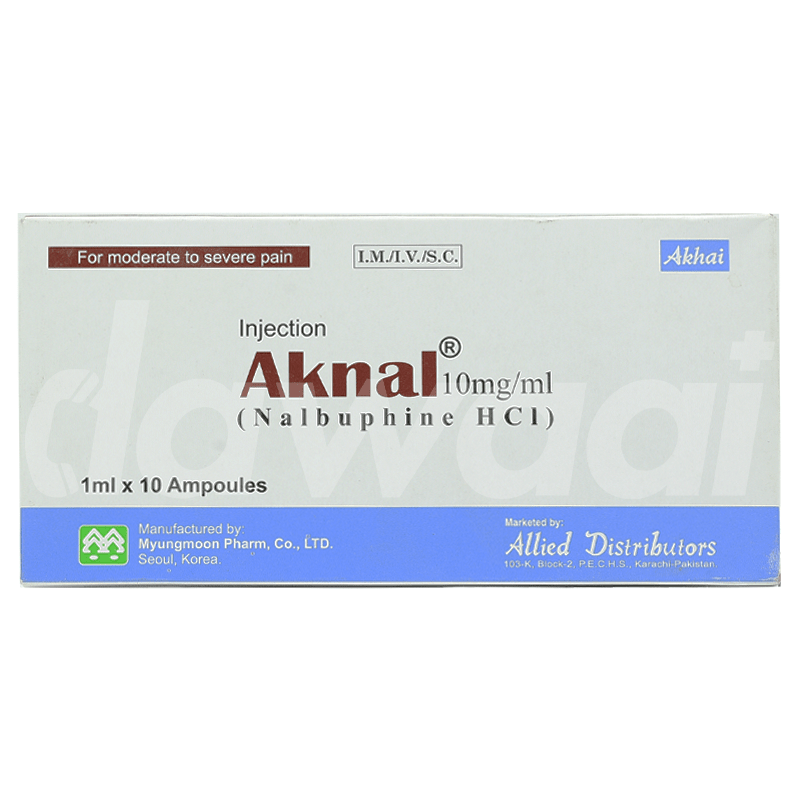 For moderate to severe pain
I.M./I.V./S.C.
Akhai
Injection
Aknal® 10mg/ml
(Nalbuphine HCl)
1ml x 10 Ampoules
dawaai
Manufactured by:
Myungmoon Pharm, Co., LTD.
Seoul, Korea.
Marketed by:
Allied Distributors
103-K, Block-2, P.E.C.H.S., Karachi-Pakistan.